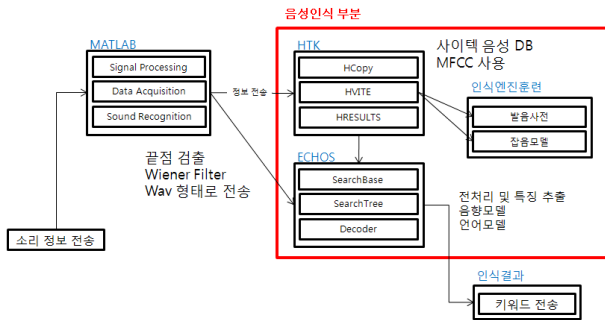 음성인식 부분
MATLAB
Signal Processing
Data Acquisition
Sound Recognition
정보 전송
HTK
HCopy
HVITE
HRESULTS
사이텍 음성 DB
MFCC 사용
인식엔진훈련
발음사전
잡음모델
끝점 검출
Wiener Filter
Wav 형태로 전송
ECHOS
SearchBase
SearchTree
Decoder
전처리 및 특징 추출
음향모델
언어모델
소리 정보 전송
인식결과
키워드 전송